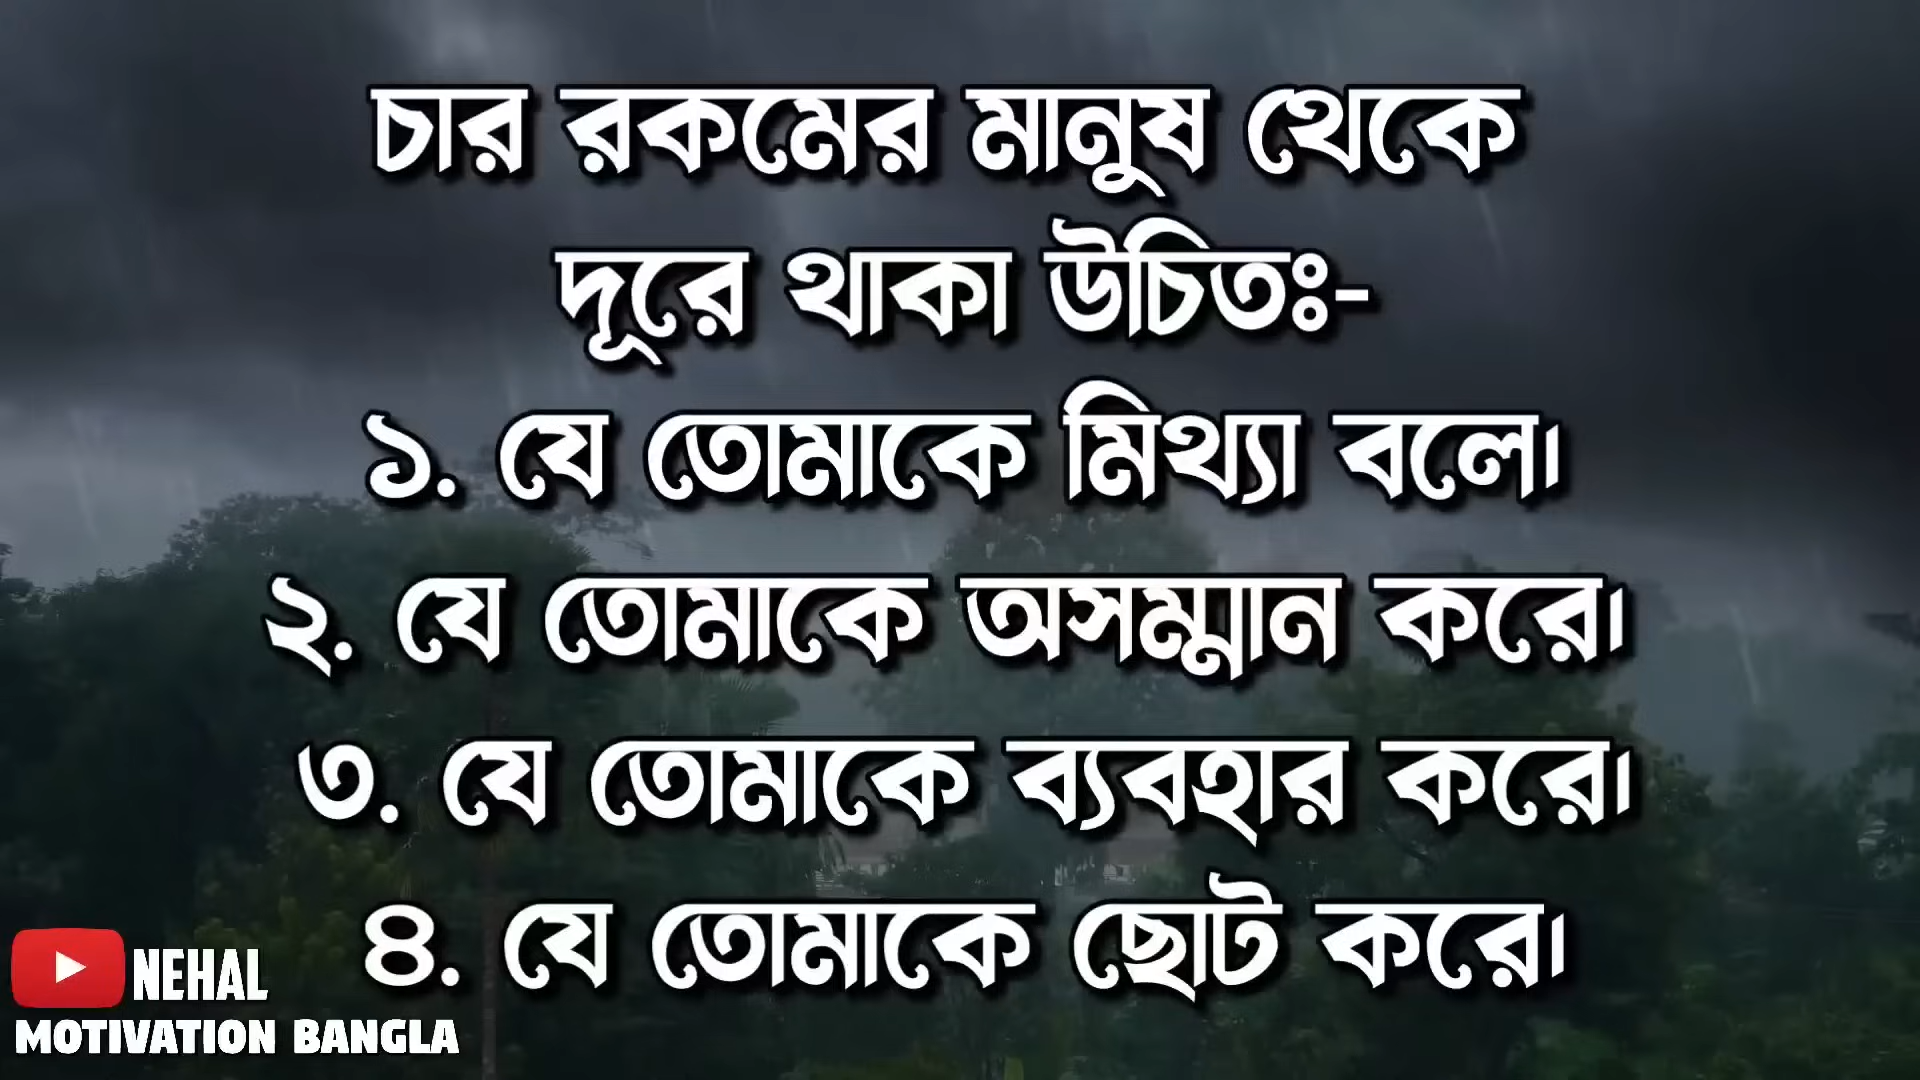 চার রকমের মানুষ থেকে
দূরে থাকা উচিতঃ-
১. যে তোমাকে মিথ্যা বলে।
২. যে তোমাকে অসম্মান করে।
৩. যে তোমাকে ব্যবহার করে।
৪. যে তোমাকে ছোট করে।
NEHAL
MOTIVATION BANGLA